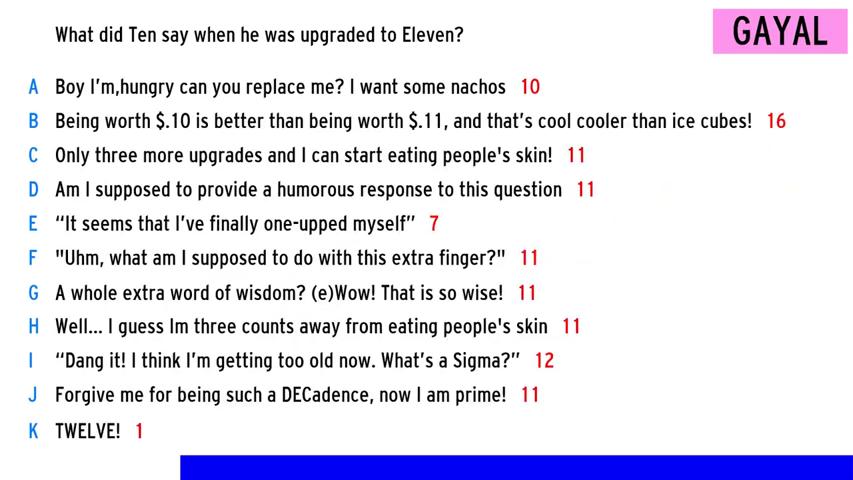 What did Ten say when he was upgraded to Eleven?
GAYAL
A Boy I'm,hungry can you replace me? I want some nachos 10
B Being worth $.10 is better than being worth $.11, and that's cool cooler than ice cubes! 16
C Only three more upgrades and I can start eating people's skin! 11
D Am I supposed to provide a humorous response to this question 11
E “It seems that I've finally one-upped myself” 7
F "Uhm, what am I supposed to do with this extra finger?" 11
G A whole extra word of wisdom? (e)Wow! That is so wise! 11
H Well... I guess Im three counts away from eating people's skin 11
I “Dang it! I think I'm getting too old now. What's a Sigma?” 12
J Forgive me for being such a DECadence, now I am prime! 11
K TWELVE! 1